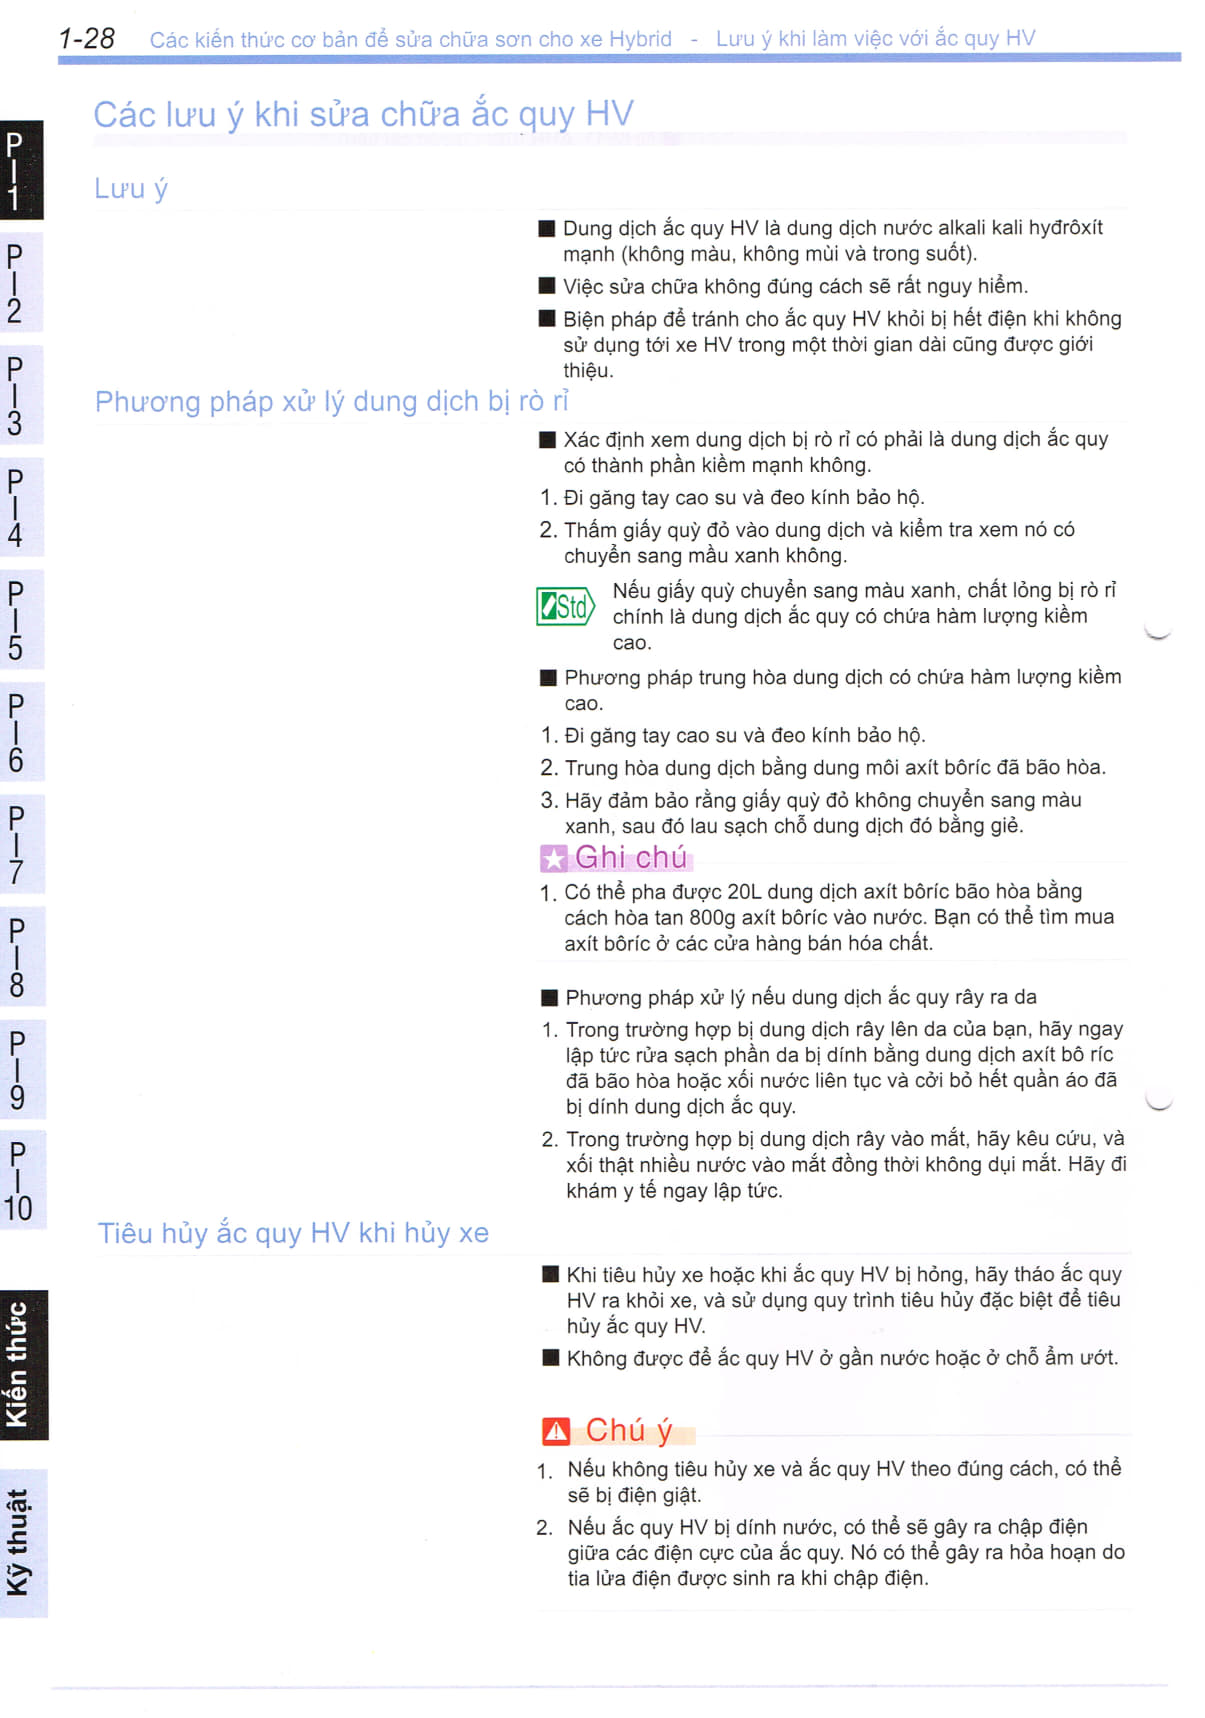 1-28 Các kiến thức cơ bản để sửa chữa sơn cho xe Hybrid - Lưu ý khi làm việc với ắc quy HV
Các lưu ý khi sửa chữa ắc quy HV
Lưu ý
■ Dung dịch ắc quy HV là dung dịch nước alkali kali hyđrôxít
mạnh (không màu, không mùi và trong suốt).
■ Việc sửa chữa không đúng cách sẽ rất nguy hiểm.
■ Biện pháp để tránh cho ắc quy HV khỏi bị hết điện khi không
sử dụng tới xe HV trong một thời gian dài cũng được giới
thiệu.
Phương pháp xử lý dung dịch bị rò rỉ
■ Xác định xem dung dịch bị rò rỉ có phải là dung dịch ắc quy
có thành phần kiềm mạnh không.
1. Đi găng tay cao su và đeo kính bảo hộ.
2. Thấm giấy quỳ đỏ vào dung dịch và kiểm tra xem nó có
chuyển sang mầu xanh không.
Std
Nếu giấy quỳ chuyển sang màu xanh, chất lỏng bị rò rỉ
chính là dung dịch ắc quy có chứa hàm lượng kiềm
cao.
■ Phương pháp trung hòa dung dịch có chứa hàm lượng kiềm
cao.
1. Đi găng tay cao su và đeo kính bảo hộ.
2. Trung hòa dung dịch bằng dung môi axít bôríc đã bão hòa.
3. Hãy đảm bảo rằng giấy quỳ đỏ không chuyển sang màu
xanh, sau đó lau sạch chỗ dung dịch đó bằng giẻ.
Ghi chú
1. Có thể pha được 20L dung dịch axít bôríc bão hòa bằng
cách hòa tan 800g axít bôríc vào nước. Bạn có thể tìm mua
axít bôríc ở các cửa hàng bán hóa chất.
■ Phương pháp xử lý nếu dung dịch ắc quy rây ra da
1. Trong trường hợp bị dung dịch rây lên da của bạn, hãy ngay
lập tức rửa sạch phần da bị dính bằng dung dịch axít bô ríc
đã bão hòa hoặc xối nước liên tục và cởi bỏ hết quần áo đã
bị dính dung dịch ắc quy.
2. Trong trường hợp bị dung dịch rây vào mắt, hãy kêu cứu, và
xối thật nhiều nước vào mắt đồng thời không dụi mắt. Hãy đi
khám y tế ngay lập tức.
Tiêu hủy ắc quy HV khi hủy xe
■ Khi tiêu hủy xe hoặc khi ắc quy HV bị hỏng, hãy tháo ắc quy
HV ra khỏi xe, và sử dụng quy trình tiêu hủy đặc biệt để tiêu
hủy ắc quy HV.
■ Không được để ắc quy HV ở gần nước hoặc ở chỗ ẩm ướt.
Chú ý
1. Nếu không tiêu hủy xe và ắc quy HV theo đúng cách, có thể
sẽ bị điện giật.
2. Nếu ắc quy HV bị dính nước, có thể sẽ gây ra chập điện
giữa các điện cực của ắc quy. Nó có thể gây ra hỏa hoạn do
tia lửa điện được sinh ra khi chập điện.
P-1
P-2
P-3
P-4
P-5
P-6
P-7
P-8
P-9
P-10
Kiến thức
Kỹ thuật